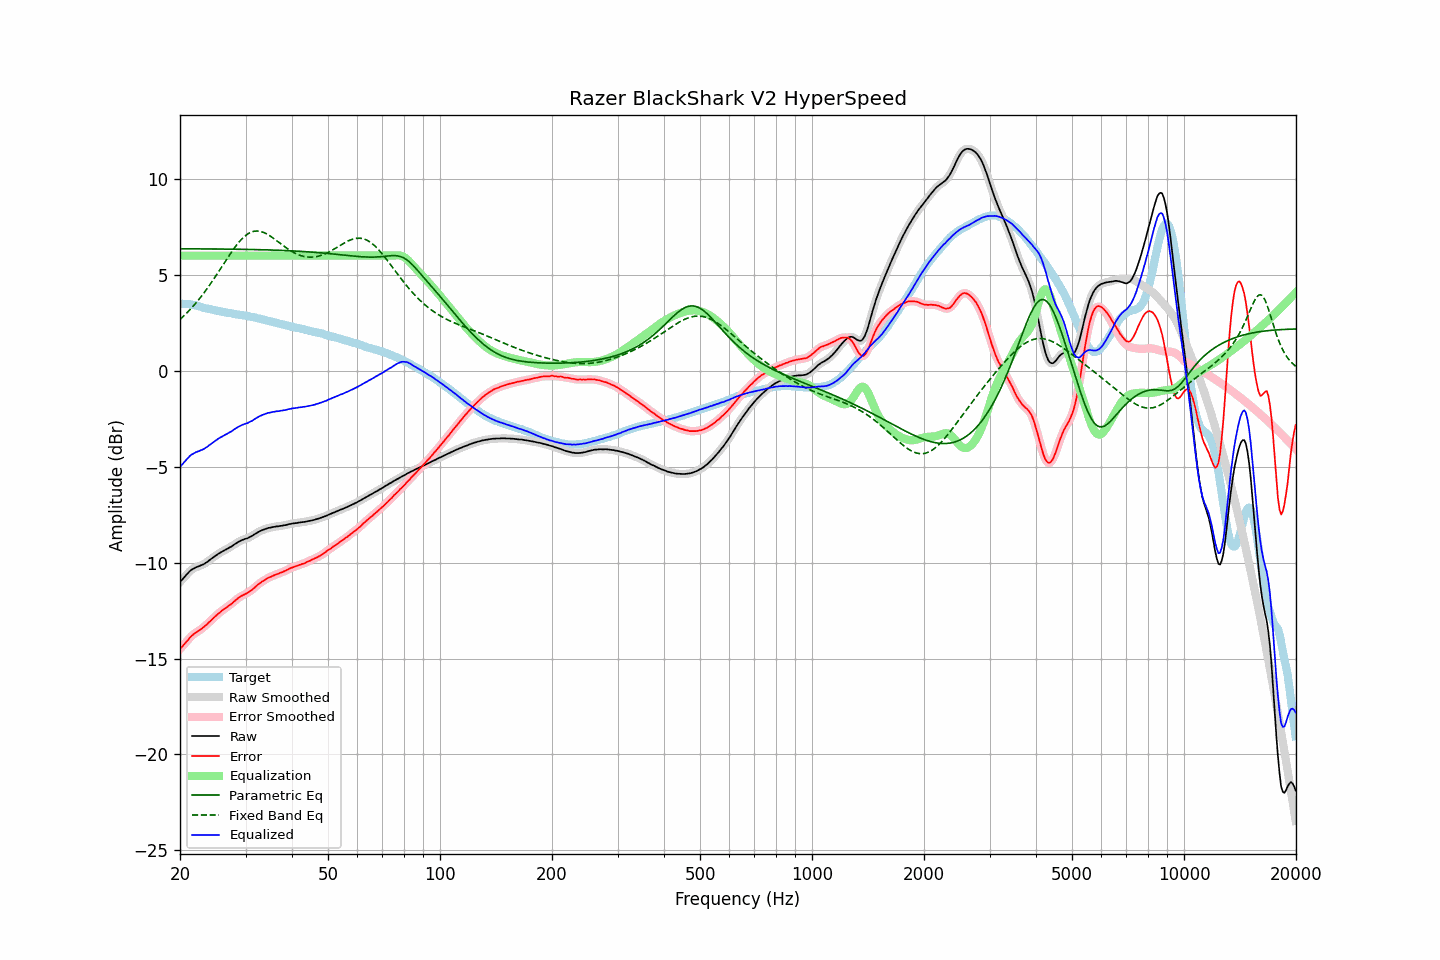 Razer BlackShark V2 HyperSpeed
Amplitude (dBr)
10
5
0
−5
−10
−15
−20
−25
Target
Raw Smoothed
Error Smoothed
Raw
Error
Equalization
Parametric Eq
Fixed Band Eq
Equalized
20 50 100 200 500 1000 2000 5000 10000 20000
Frequency (Hz)